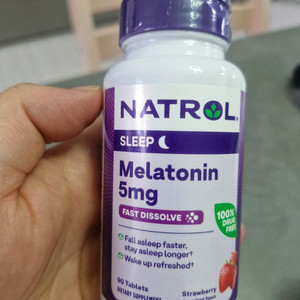 NATROL
SLEEP
Melatonin
5mg
FAST DISSOLVE
Fall asleep faster,
stay asleep longer†
Wake up refreshed†
100%
DRUG
FREE
90 Tablets
DIETARY SUPPLEMENT
Strawberry